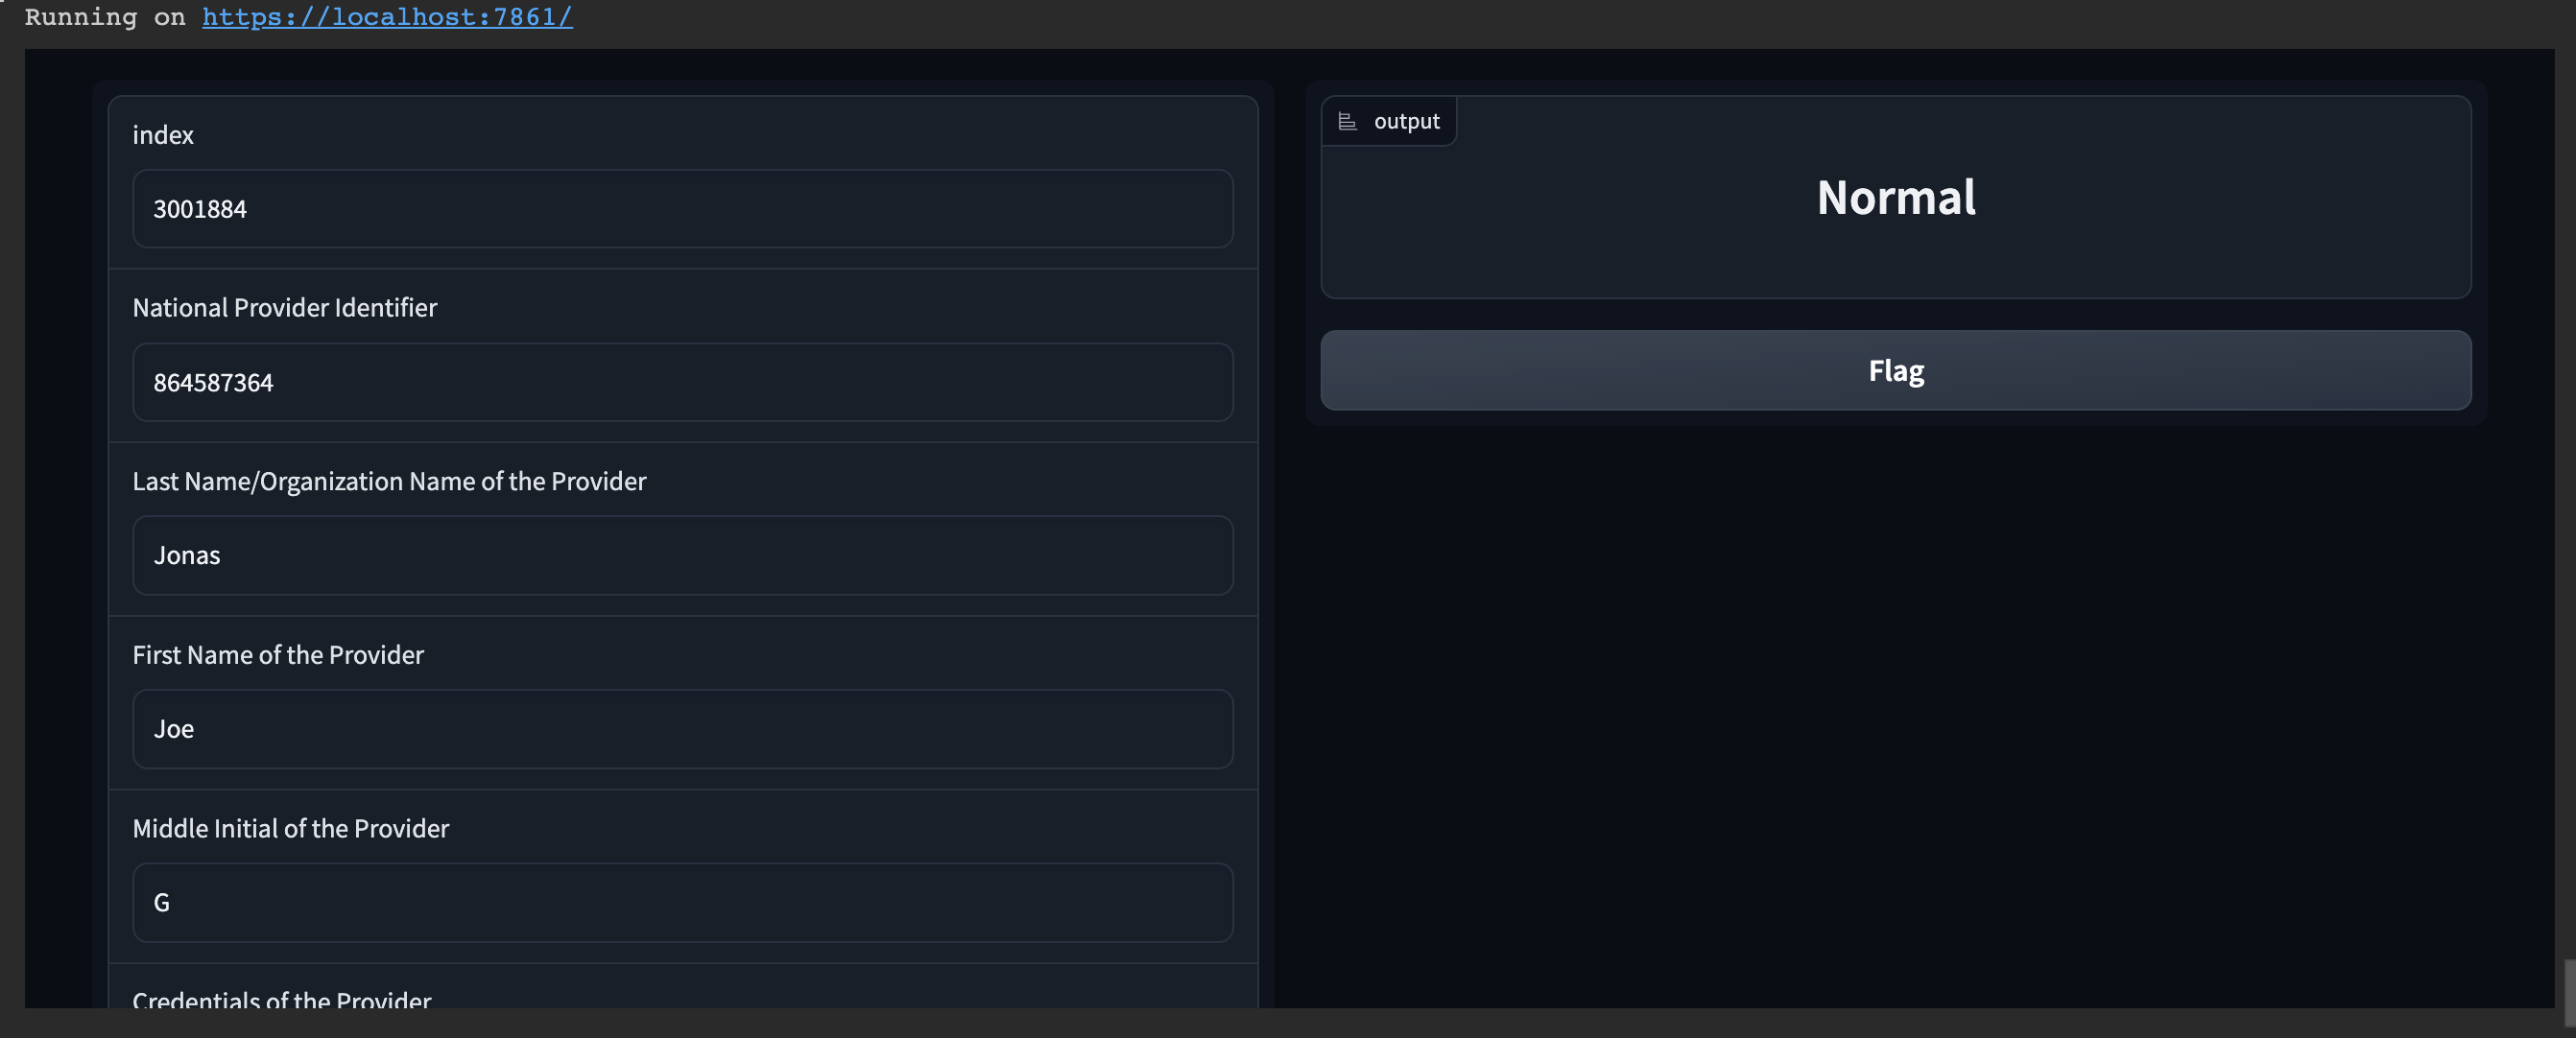 Running on https://localhost:7861/
index
3001884
National Provider Identifier
864587364
Last Name/Organization Name of the Provider
Jonas
First Name of the Provider
Joe
Middle Initial of the Provider
G
Credentials of the Provider
output
Normal
Flag